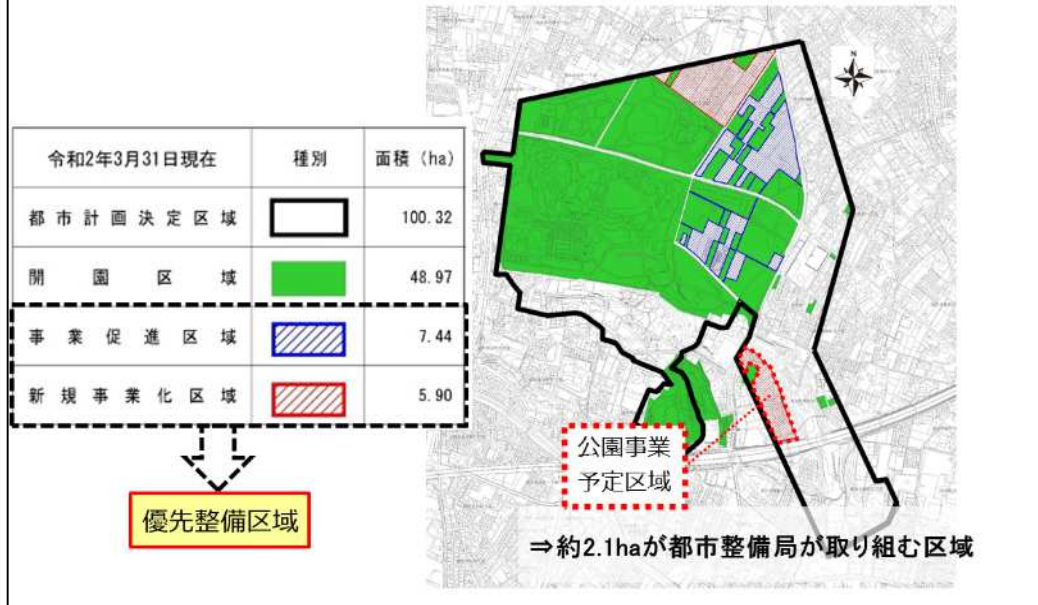 令和2年3月31日現在 種別 面積 (ha)
都市計画決定区域 100.32
開園区域 48.97
事業促進区域 7.44
新規事業化区域 5.90
優先整備区域
N
公園事業
予定区域
⇒約2.1haが都市整備局が取り組む区域